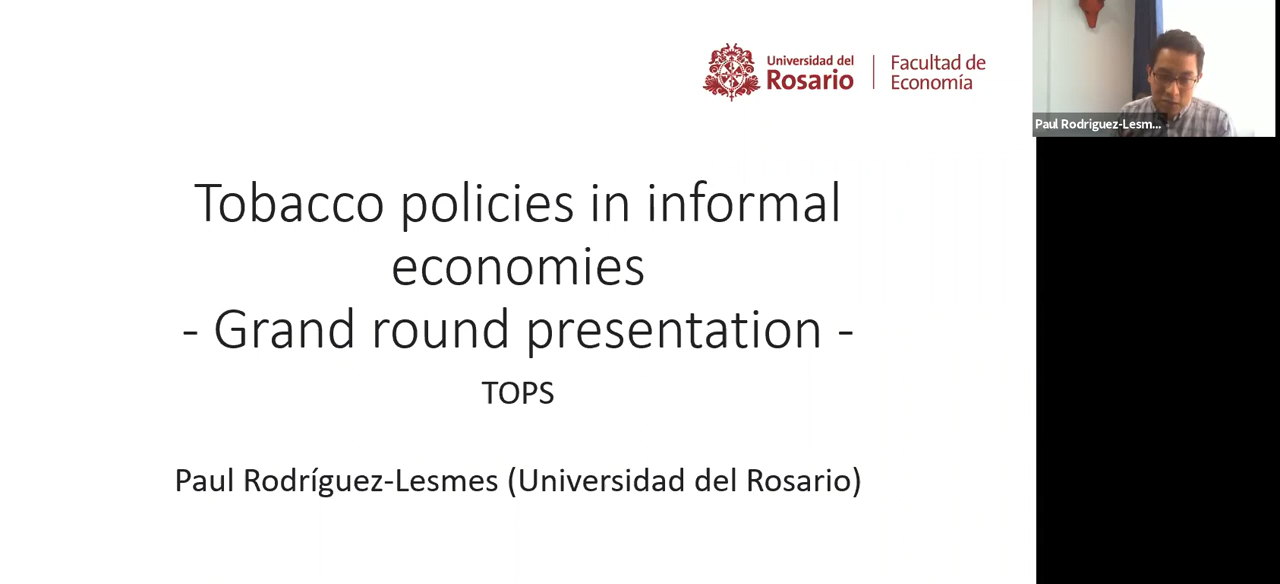 Universidad del
Rosario
Facultad de
Economía
Paul Rodriguez-Lesm...
Tobacco policies in informal
economies
- Grand round presentation -
TOPS
Paul Rodríguez-Lesmes (Universidad del Rosario)